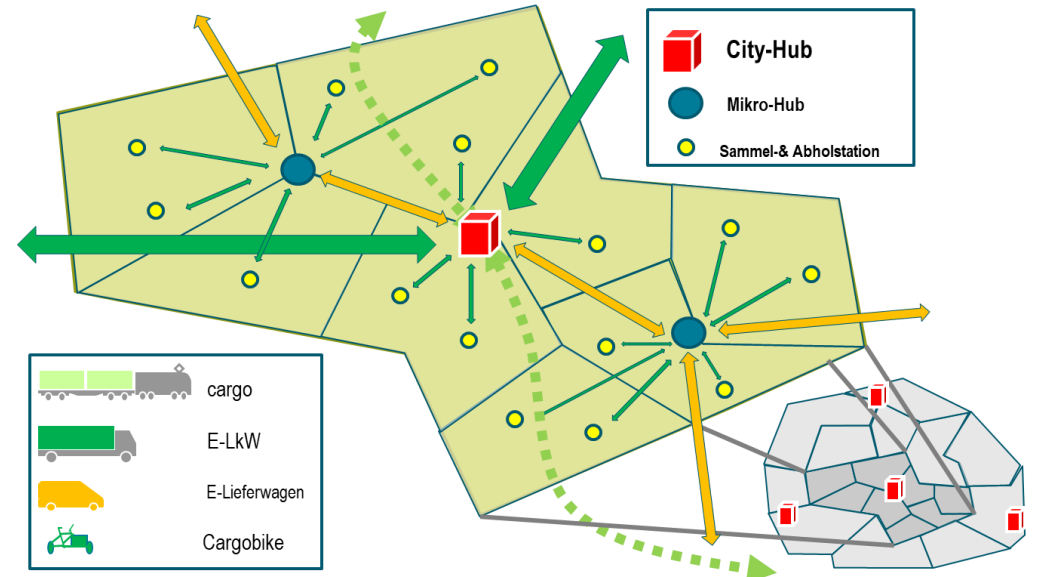 City-Hub
Mikro-Hub
Sammel-& Abholstation
cargo
E-LkW
E-Lieferwagen
Cargobike